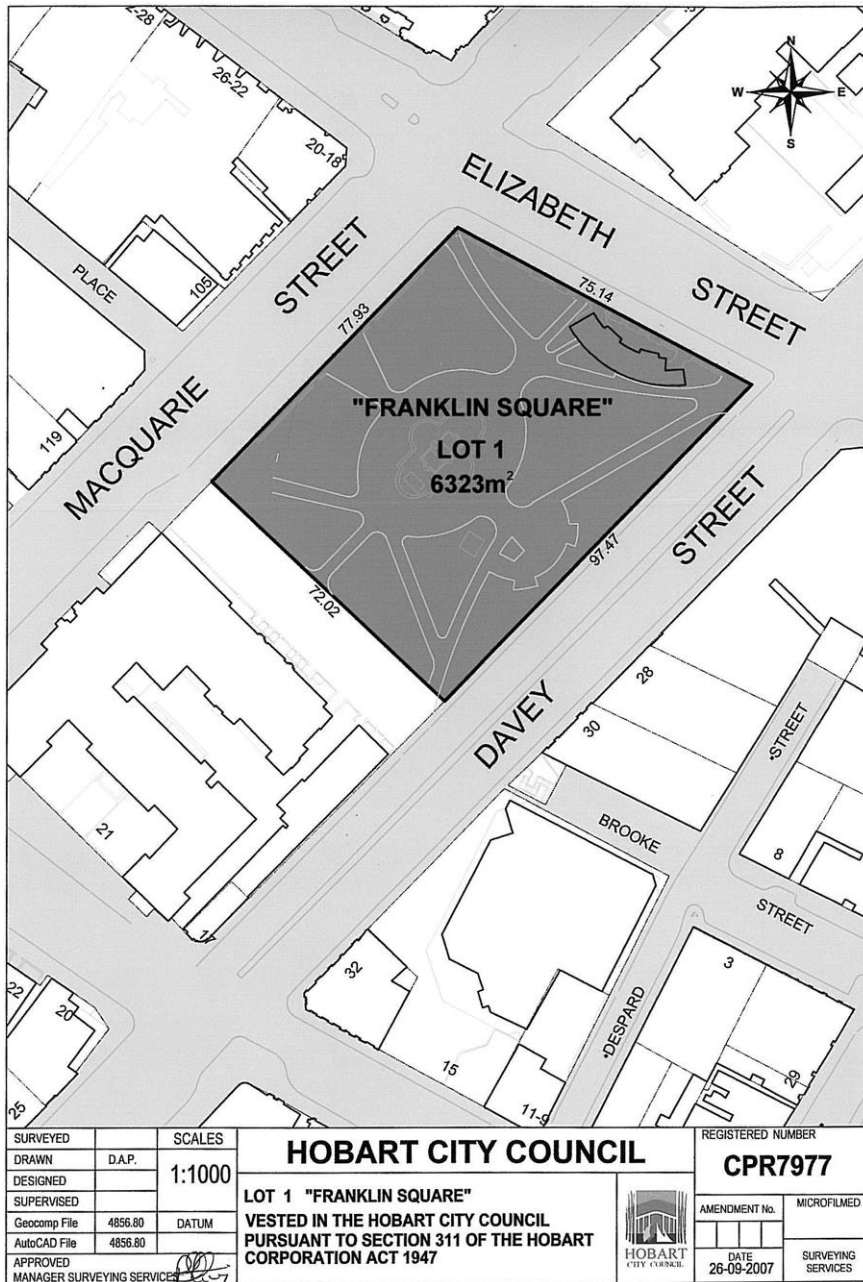 2-28
26-22
20-18
N
W
E
S
ELIZABETH
STREET
PLACE
105
STREET
77.93
75.14
MACQUARIE
119
"FRANKLIN SQUARE"
LOT 1
6323m²
72.02
97.47
STREET
DAVEY
28
30
STREET
BROOKE
8
STREET
21
17
32
3
DESPARD
22
20
25
15
11-9
29
SURVEYED
DRAWN D.A.P.
DESIGNED
SUPERVISED
Geocomp File 4856.80
AutoCAD File 4856.80
APPROVED
MANAGER SURVEYING SERVICES
SCALES
1:1000
DATUM
HOBART CITY COUNCIL
LOT 1 "FRANKLIN SQUARE"
VESTED IN THE HOBART CITY COUNCIL
PURSUANT TO SECTION 311 OF THE HOBART
CORPORATION ACT 1947
HOBART
CITY COUNCIL
REGISTERED NUMBER
CPR7977
AMENDMENT No.
MICROFILMED
DATE
26-09-2007
SURVEYING
SERVICES